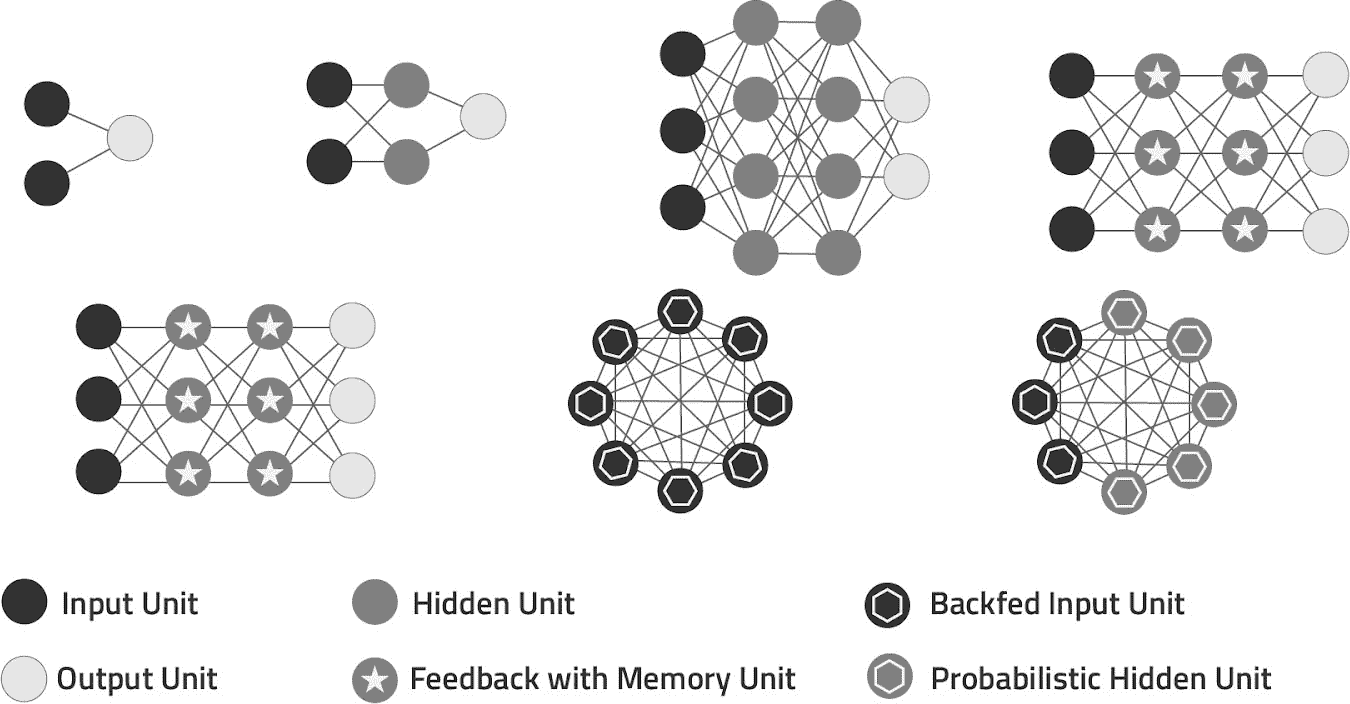 Input Unit
Hidden Unit
Backfed Input Unit
Output Unit
Feedback with Memory Unit
Probabilistic Hidden Unit